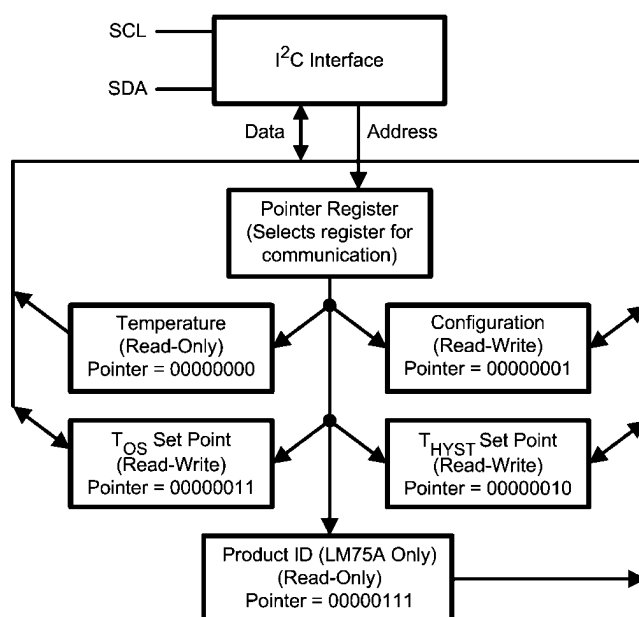 SCL
SDA
I²C Interface
Data
Address
Pointer Register
(Selects register for
communication)
Temperature
(Read-Only)
Pointer = 00000000
Configuration
(Read-Write)
Pointer = 00000001
T_OS Set Point
(Read-Write)
Pointer = 00000011
T_HYST Set Point
(Read-Write)
Pointer = 00000010
Product ID (LM75A Only)
(Read-Only)
Pointer = 00000111